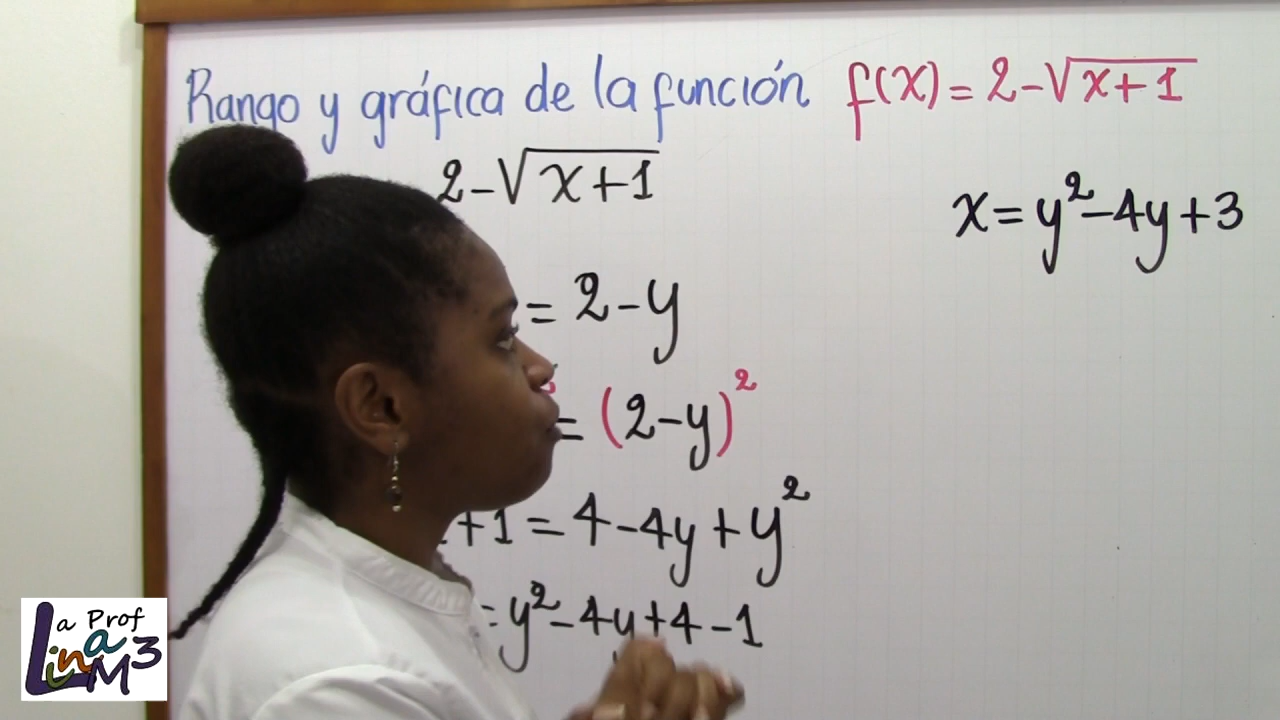 Rango y gráfica de la función f(x) = 2-√x+1
2-√x+1
x = y²-4y+3
= 2-y
= (2-y)²
+1 = 4-4y+y²
= y²-4y+4-1
La Prof
Lina M3